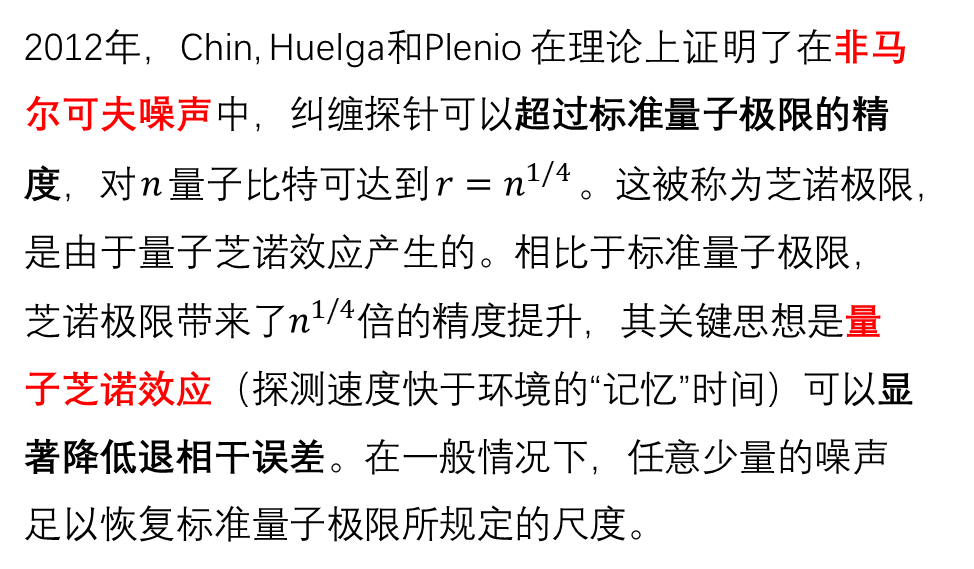 2012年，Chin, Huelga和Plenio 在理论上证明了在非马
尔可夫噪声中，纠缠探针可以超过标准量子极限的精
度，对n量子比特可达到r = n^{1/4}。这被称为芝诺极限，
是由于量子芝诺效应产生的。相比于标准量子极限，
芝诺极限带来了n^{1/4}倍的精度提升，其关键思想是量
子芝诺效应（探测速度快于环境的“记忆”时间）可以显
著降低退相干误差。在一般情况下，任意少量的噪声
足以恢复标准量子极限所规定的尺度。